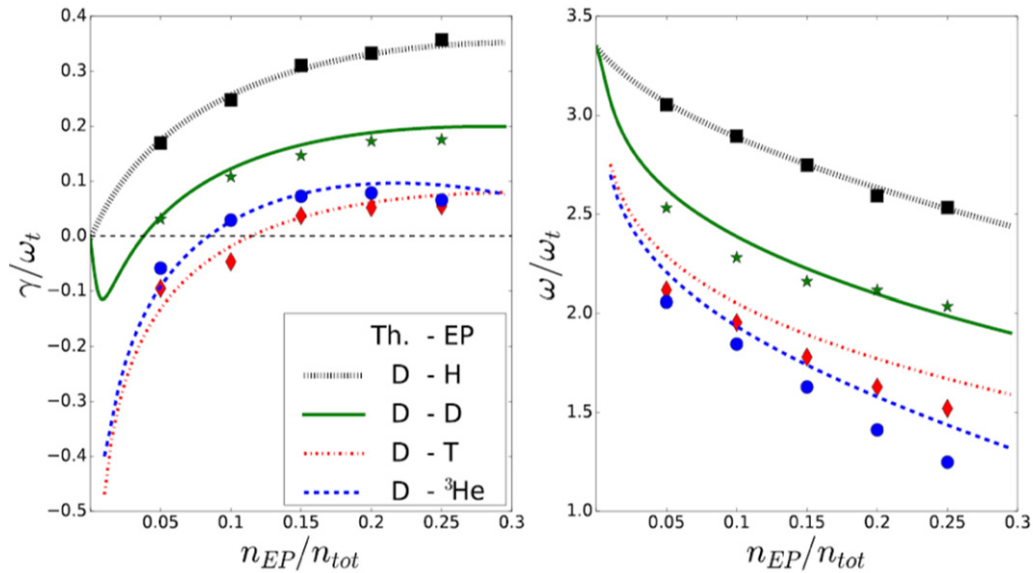 0.4
0.3
0.2
0.1
0.0
−0.1
−0.2
−0.3
−0.4
−0.5
γ/ω_t
Th. - EP
D - H
D - D
D - T
D - ³He
0.05 0.1 0.15 0.2 0.25 0.3
n_EP/n_tot
3.5
3.0
2.5
2.0
1.5
1.0
ω/ω_t
0.05 0.1 0.15 0.2 0.25 0.3
n_EP/n_tot